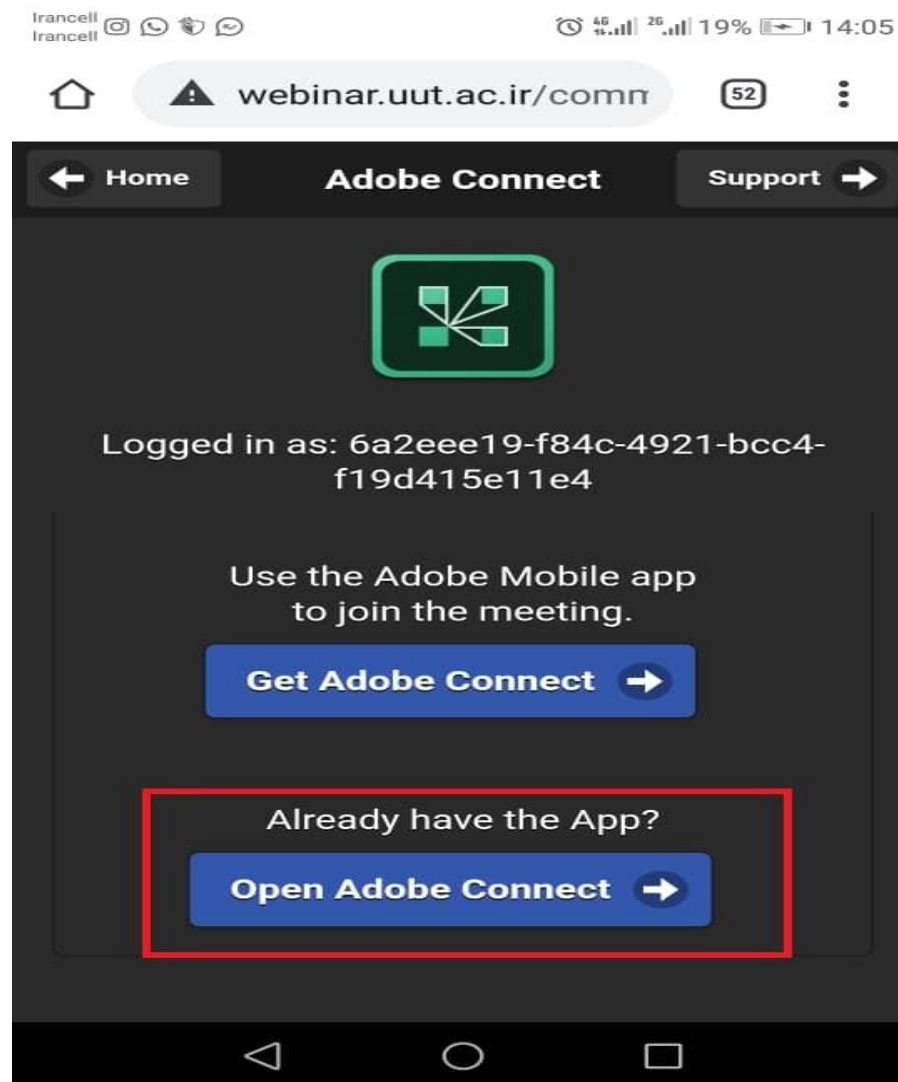 Irancell
Irancell
4G 2G 19% 14:05
webinar.uut.ac.ir/comm
52
Home Adobe Connect Support
Logged in as: 6a2eee19-f84c-4921-bcc4-
f19d415e11e4
Use the Adobe Mobile app
to join the meeting.
Get Adobe Connect
Already have the App?
Open Adobe Connect